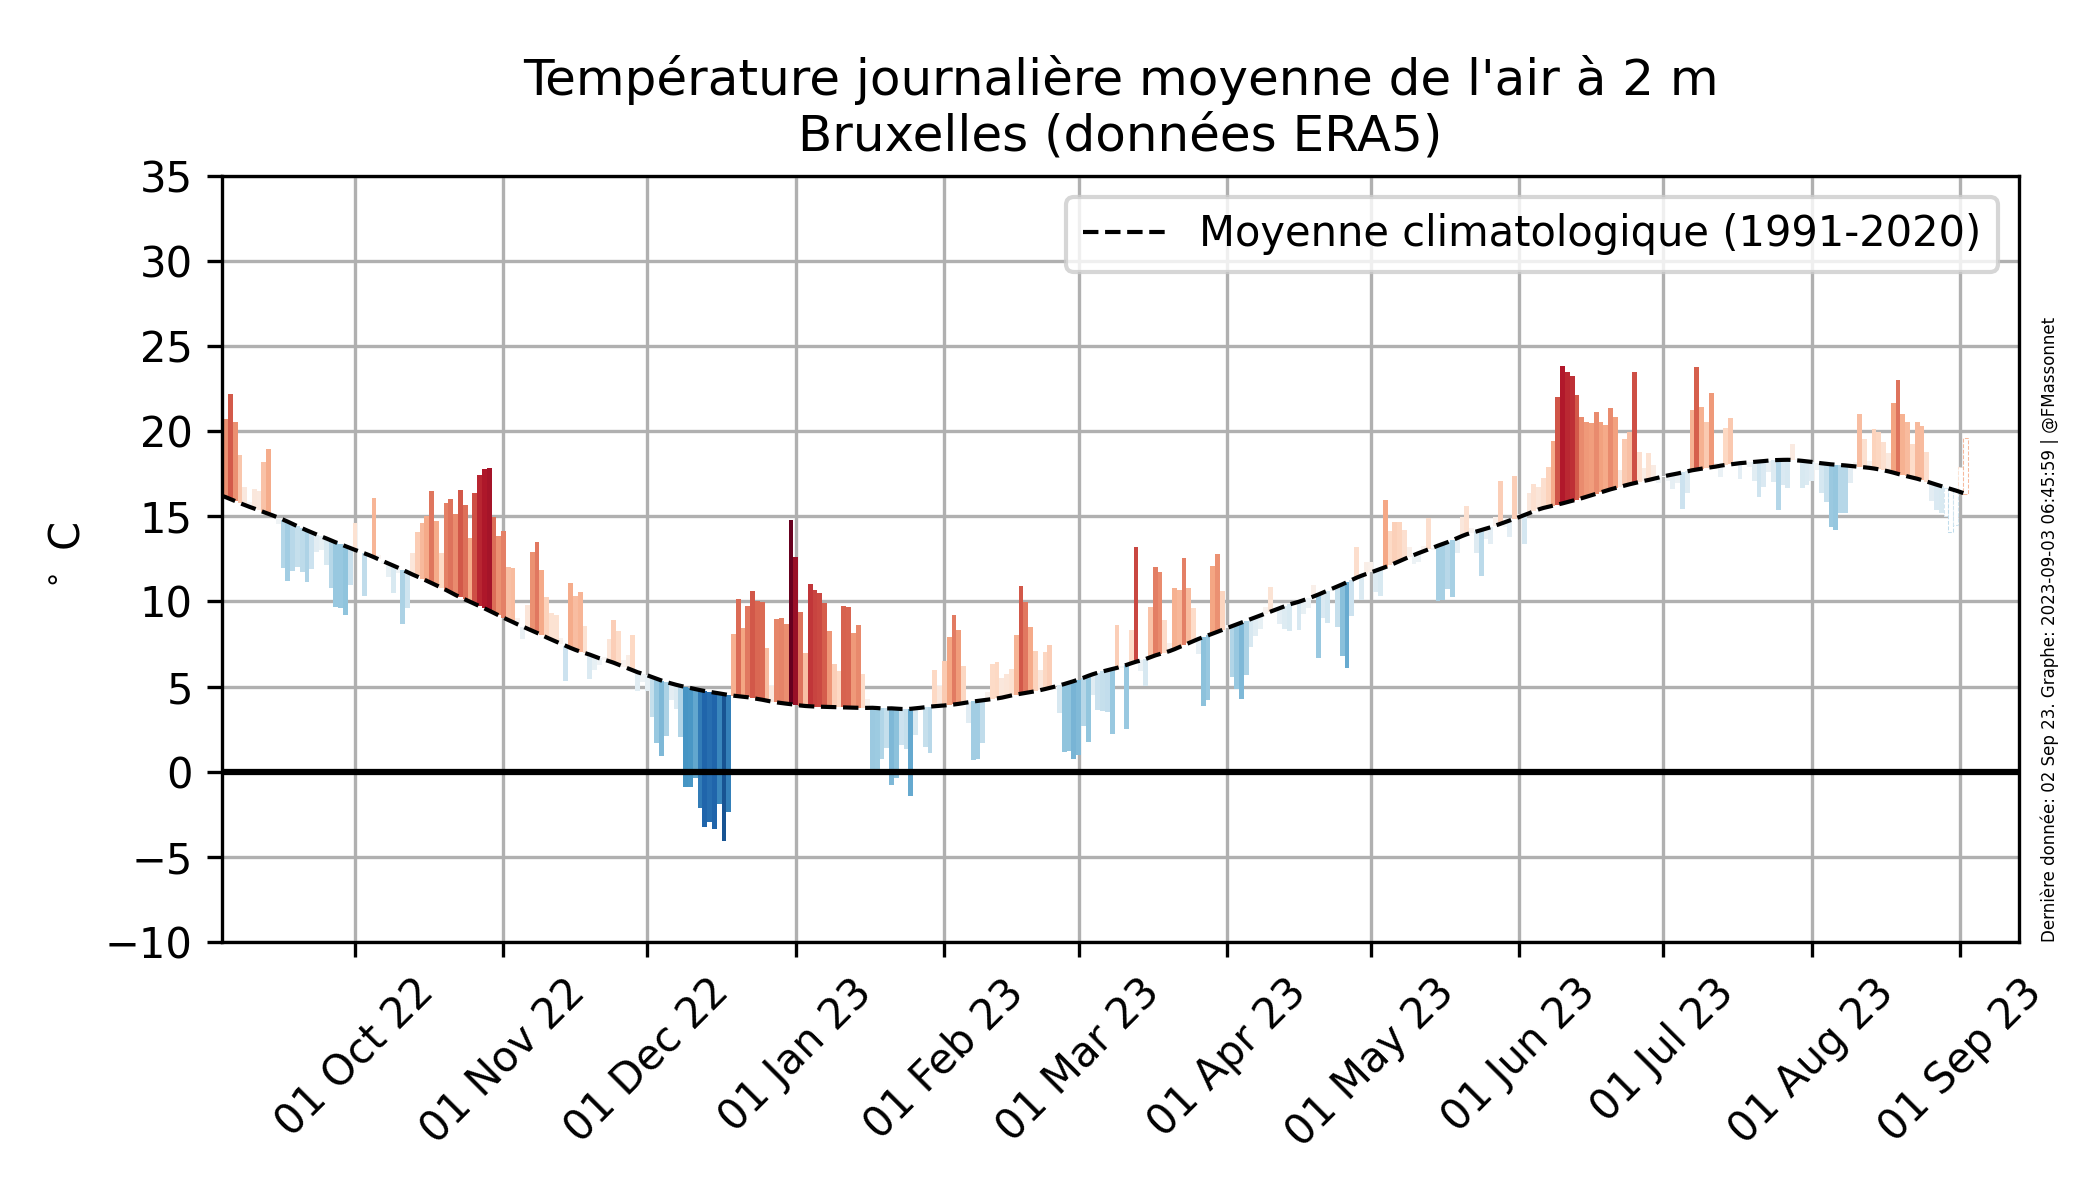 Température journalière moyenne de l'air à 2 m
Bruxelles (données ERA5)
Moyenne climatologique (1991-2020)
35
30
25
20
15
10
5
0
−5
−10
° C
01 Oct 22
01 Nov 22
01 Dec 22
01 Jan 23
01 Feb 23
01 Mar 23
01 Apr 23
01 May 23
01 Jun 23
01 Jul 23
01 Aug 23
01 Sep 23
Dernière donnée: 02 Sep 23. Graphe: 2023-09-03 06:45:59 | @FMassonnet